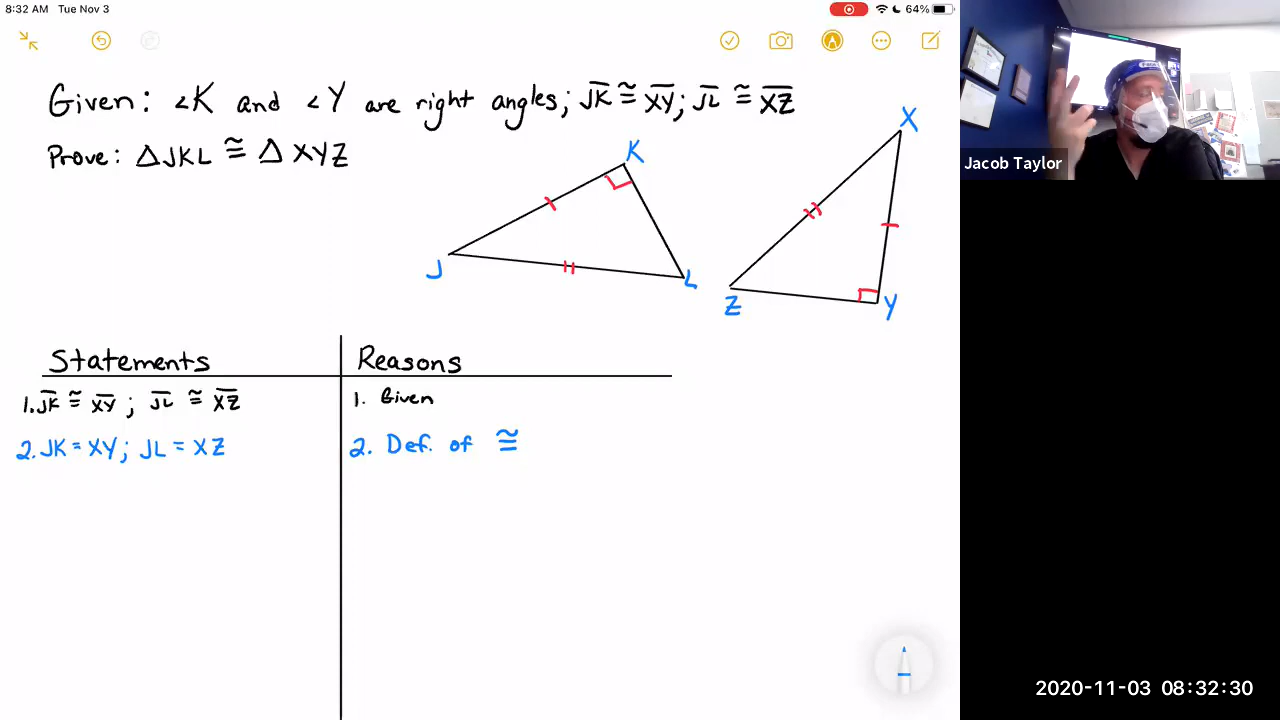 8:32 AM Tue Nov 3
64%
Given: ∠K and ∠Y are right angles; JK ≅ XY; JL ≅ XZ
Prove: △JKL ≅ △XYZ
Jacob Taylor
K
X
J
L
Z
Y
Statements Reasons
1. JK ≅ XY; JL ≅ XZ 1. Given
2. JK = XY; JL = XZ 2. Def. of ≅
2020-11-03 08:32:30